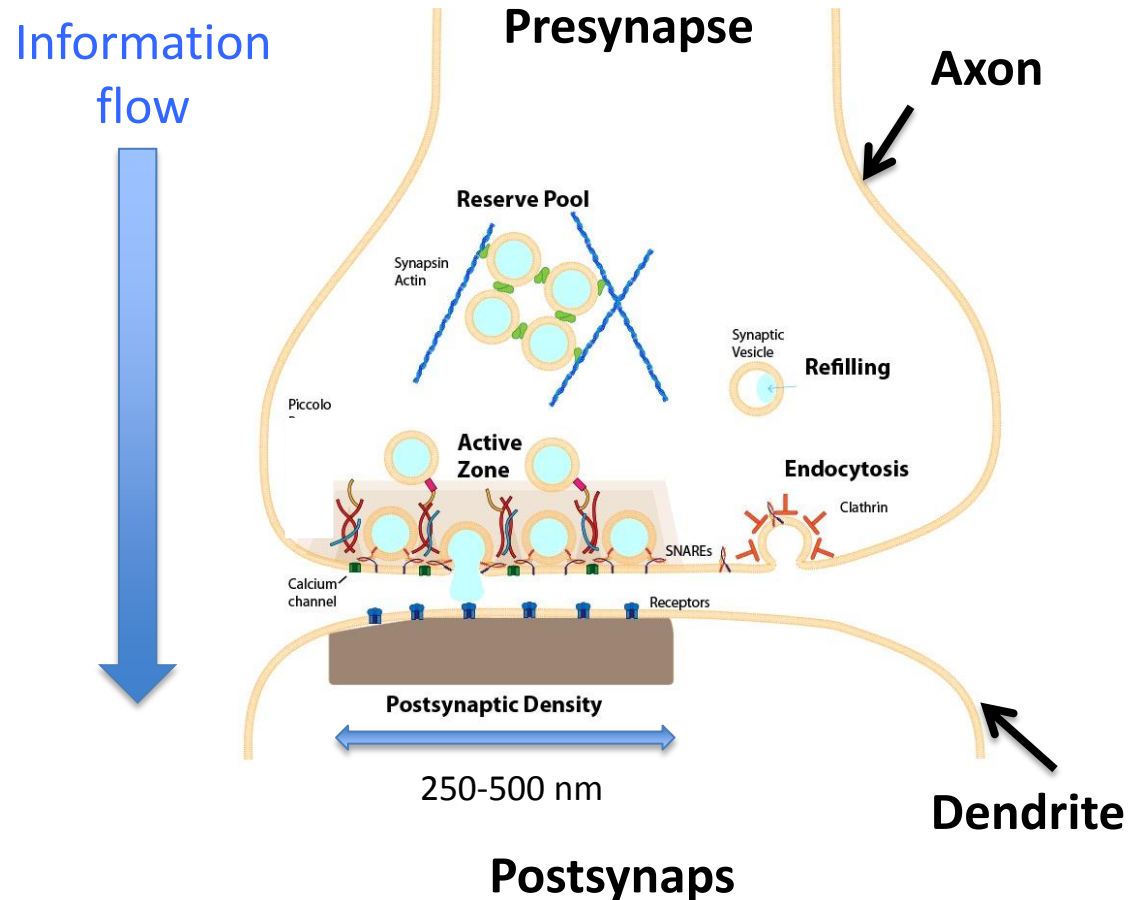 Information
flow
Presynapse
Axon
Reserve Pool
Synapsin
Actin
Synaptic
Vesicle
Refilling
Piccolo
Active
Zone
Endocytosis
Clathrin
SNAREs
Calcium
channel
Receptors
Postsynaptic Density
250-500 nm
Dendrite
Postsynaps